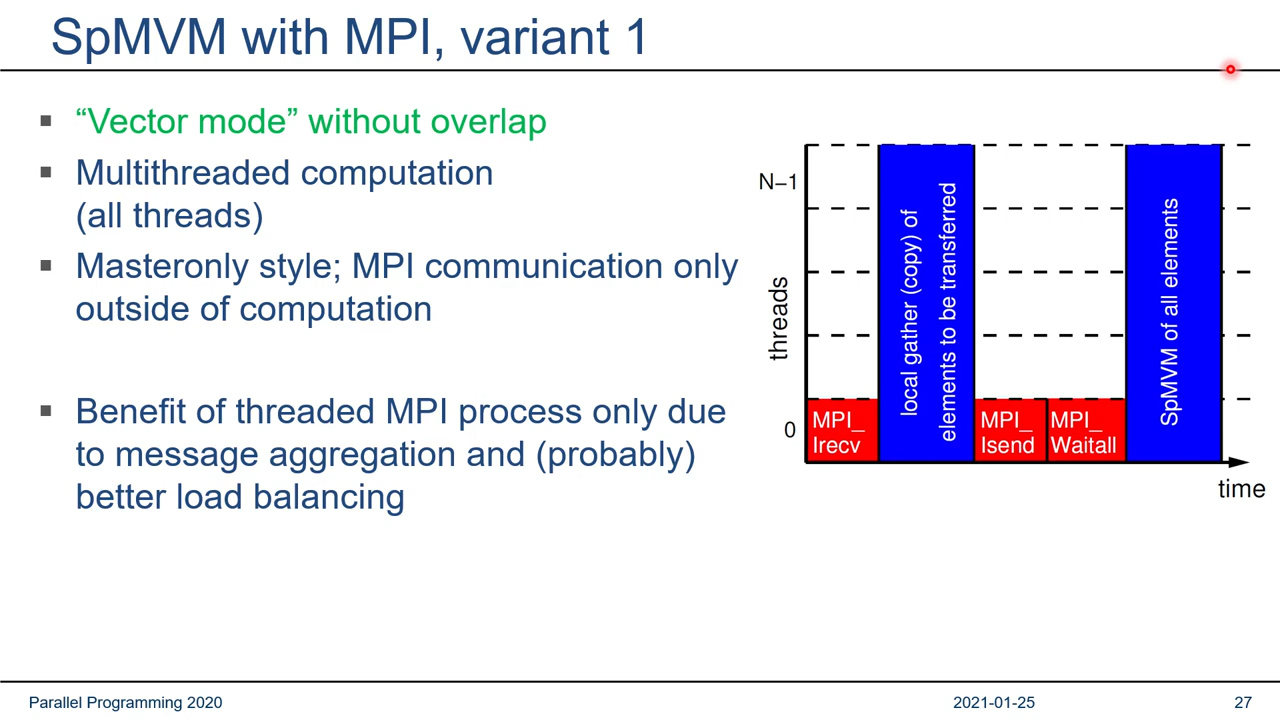 SpMVM with MPI, variant 1
“Vector mode” without overlap
Multithreaded computation
(all threads)
Masteronly style; MPI communication only
outside of computation
Benefit of threaded MPI process only due
to message aggregation and (probably)
better load balancing
N−1
threads
0
MPI_
Irecv
local gather (copy) of
elements to be transferred
MPI_
Isend
MPI_
Waitall
SpMVM of all elements
time
Parallel Programming 2020
2021-01-25
27